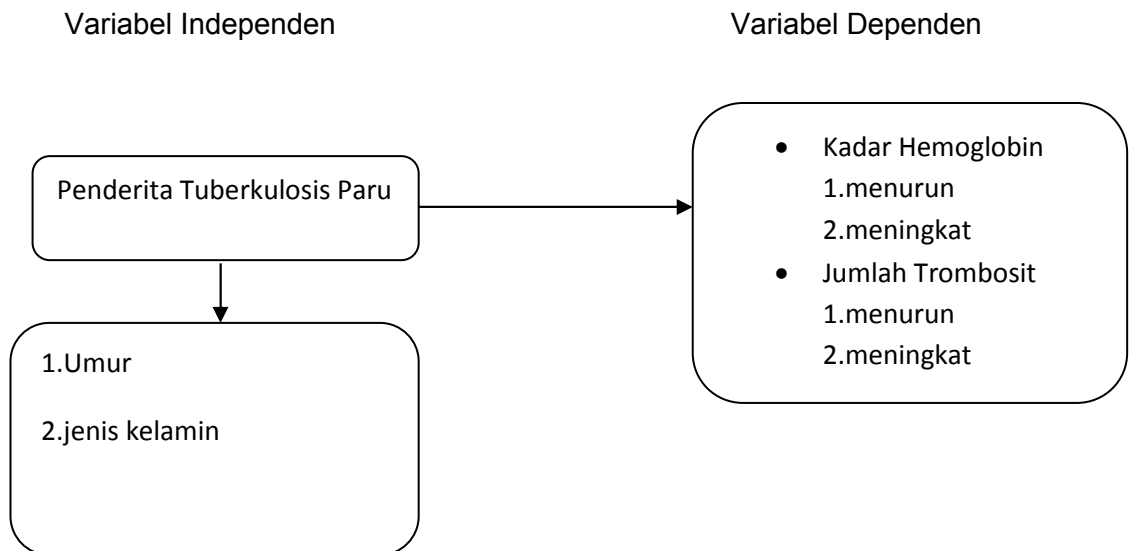 Variabel Independen
Variabel Dependen
Penderita Tuberkulosis Paru
• Kadar Hemoglobin
1.menurun
2.meningkat
• Jumlah Trombosit
1.menurun
2.meningkat
1.Umur
2.jenis kelamin